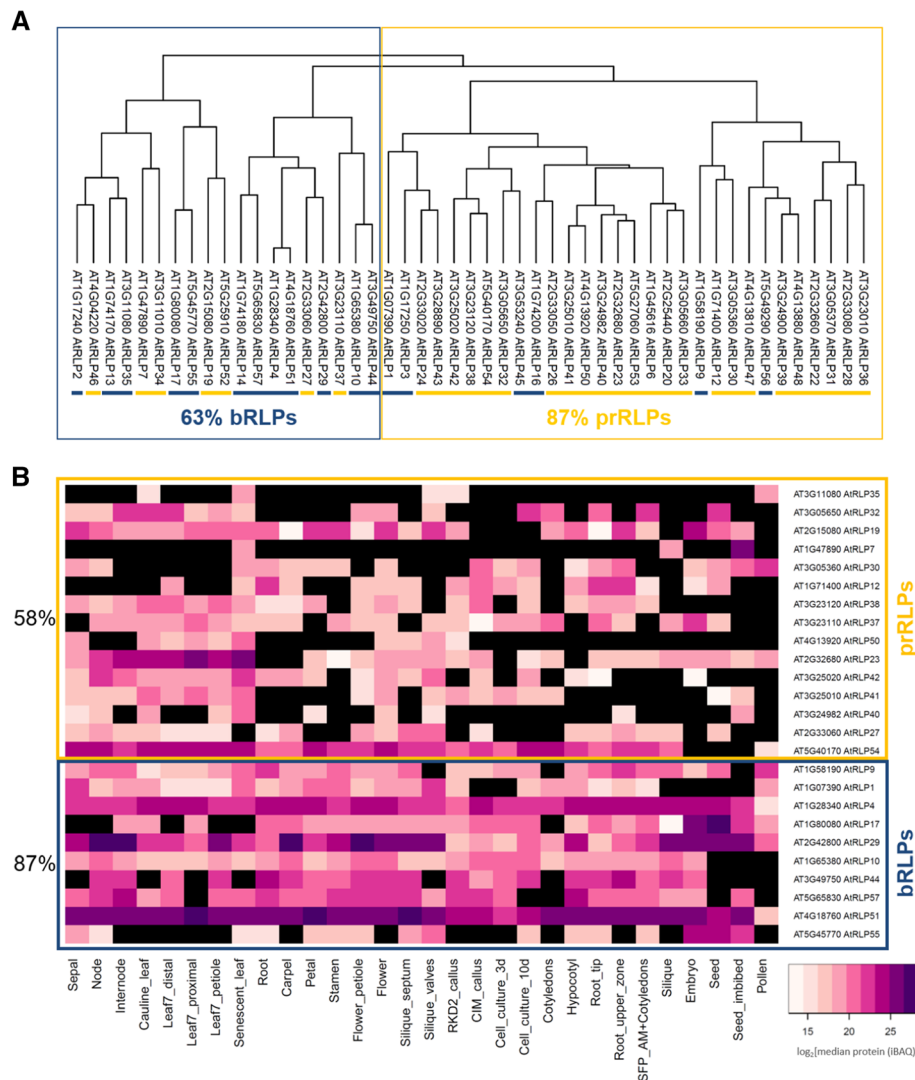 A
AT1G17240 AtRLP2
AT4G04220 AtRLP46
AT1G74170 AtRLP13
AT3G11080 AtRLP35
AT1G47890 AtRLP7
AT3G11010 AtRLP34
AT1G80080 AtRLP17
AT5G45770 AtRLP55
AT2G15080 AtRLP19
AT5G25910 AtRLP52
AT1G74180 AtRLP14
AT5G65830 AtRLP57
AT1G28340 AtRLP4
AT4G18760 AtRLP51
AT2G33060 AtRLP27
AT2G42800 AtRLP29
AT3G23110 AtRLP37
AT1G65380 AtRLP10
AT3G49750 AtRLP44
AT1G07390 AtRLP1
AT1G17250 AtRLP3
AT2G33020 AtRLP24
AT3G28890 AtRLP43
AT3G25020 AtRLP42
AT3G23120 AtRLP38
AT5G40170 AtRLP54
AT3G05650 AtRLP32
AT3G53240 AtRLP45
AT1G74200 AtRLP16
AT2G33050 AtRLP26
AT3G25010 AtRLP41
AT4G13920 AtRLP50
AT3G24982 AtRLP40
AT2G32680 AtRLP23
AT5G27060 AtRLP53
AT1G45616 AtRLP6
AT2G25440 AtRLP20
AT3G05660 AtRLP33
AT1G58190 AtRLP9
AT1G71400 AtRLP12
AT3G05360 AtRLP30
AT4G13810 AtRLP47
AT5G49290 AtRLP56
AT3G24900 AtRLP39
AT4G13880 AtRLP48
AT2G32660 AtRLP22
AT3G05370 AtRLP31
AT2G33080 AtRLP28
AT3G23010 AtRLP36
63% bRLPs
87% prRLPs
B
AT3G11080 AtRLP35
AT3G05650 AtRLP32
AT2G15080 AtRLP19
AT1G47890 AtRLP7
AT3G05360 AtRLP30
AT1G71400 AtRLP12
AT3G23120 AtRLP38
AT3G23110 AtRLP37
AT4G13920 AtRLP50
AT2G32680 AtRLP23
AT3G25020 AtRLP42
AT3G25010 AtRLP41
AT3G24982 AtRLP40
AT2G33060 AtRLP27
AT5G40170 AtRLP54
58%
prRLPs
AT1G58190 AtRLP9
AT1G07390 AtRLP1
AT1G28340 AtRLP4
AT1G80080 AtRLP17
AT2G42800 AtRLP29
AT1G65380 AtRLP10
AT3G49750 AtRLP44
AT5G65830 AtRLP57
AT4G18760 AtRLP51
AT5G45770 AtRLP55
87%
bRLPs
Sepal
Node
Internode
Cauline_leaf
Leaf7_distal
Leaf7_proximal
Leaf7_petiole
Senescent_leaf
Root
Carpel
Petal
Stamen
Flower_petiole
Flower
Silique_septum
Silique_valves
RKD2_callus
CIM_callus
Cell_culture_3d
Cell_culture_10d
Cotyledons
Hypocotyl
Root_tip
Root_upper_zone
SFP_AM+Cotyledons
Silique
Embryo
Seed
Seed_imbibed
Pollen
15 20 25
log2[median protein (iBAQ)